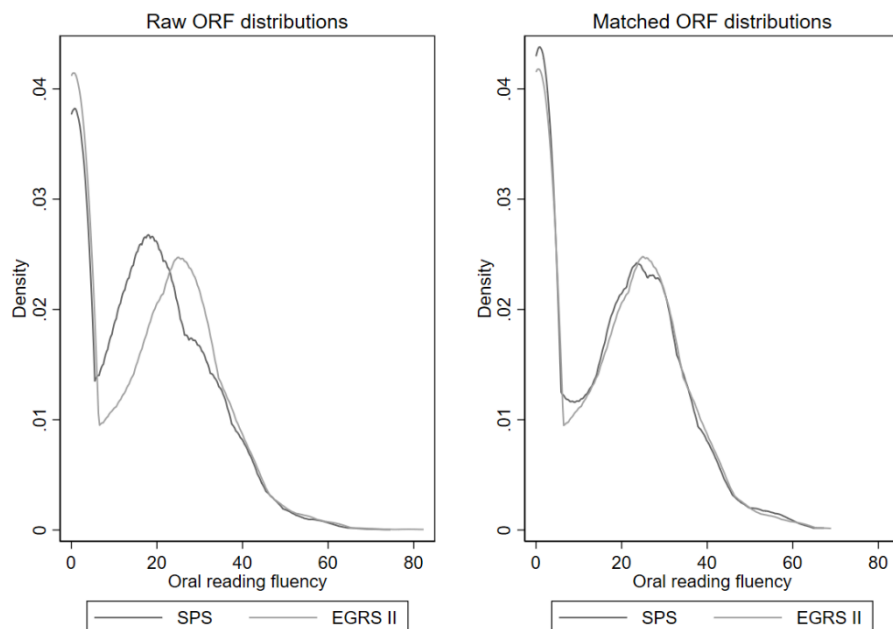 Raw ORF distributions
Density
0
.01
.02
.03
.04
0 20 40 60 80
Oral reading fluency
SPS EGRS II
Matched ORF distributions
Density
0
.01
.02
.03
.04
0 20 40 60 80
Oral reading fluency
SPS EGRS II